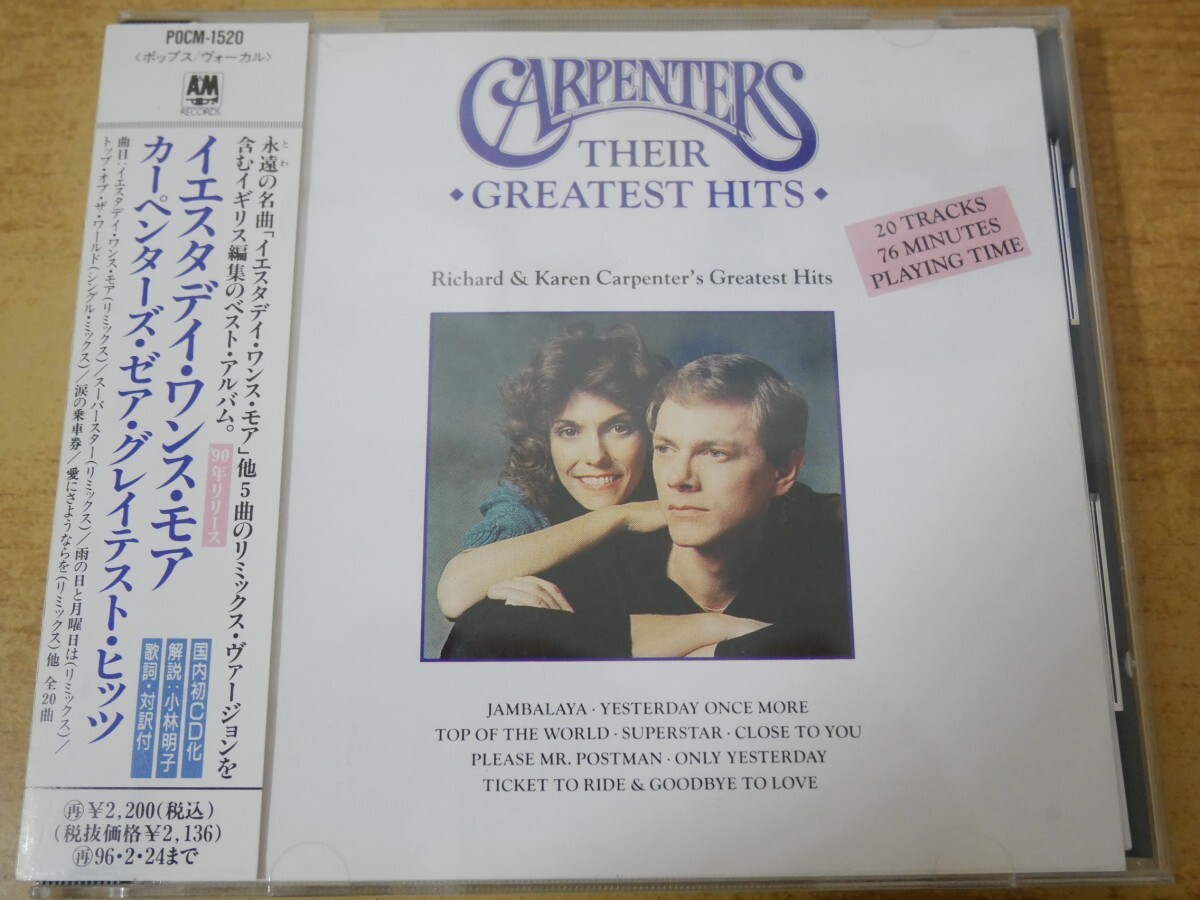 POCM-1520
〈ポップス/ヴォーカル〉
A&M
RECORDS
永遠の名曲「イエスタデイ・ワンス・モア」他5曲のリミックス・ヴァージョンを
とわ
含むイギリス編集のベスト・アルバム。
'90年リリース
イエスタデイ・ワンス・モア
カーペンターズ・ゼア・グレイテスト・ヒッツ
国内初CD化
解説:小林明子
歌詞・対訳付
曲目:イエスタデイ・ワンス・モア(リミックス)/スーパースター(リミックス)/雨の日と月曜日は(リミックス)/
トップ・オブ・ザ・ワールド(シングル・ミックス)/涙の乗車券/愛にさようならを(リミックス)他 全20曲
再¥2,200(税込)
(税抜価格¥2,136)
再96・2・24まで
CARPENTERS
THEIR
・GREATEST HITS・
20 TRACKS
76 MINUTES
PLAYING TIME
Richard & Karen Carpenter's Greatest Hits
JAMBALAYA · YESTERDAY ONCE MORE
TOP OF THE WORLD · SUPERSTAR · CLOSE TO YOU
PLEASE MR. POSTMAN · ONLY YESTERDAY
TICKET TO RIDE & GOODBYE TO LOVE